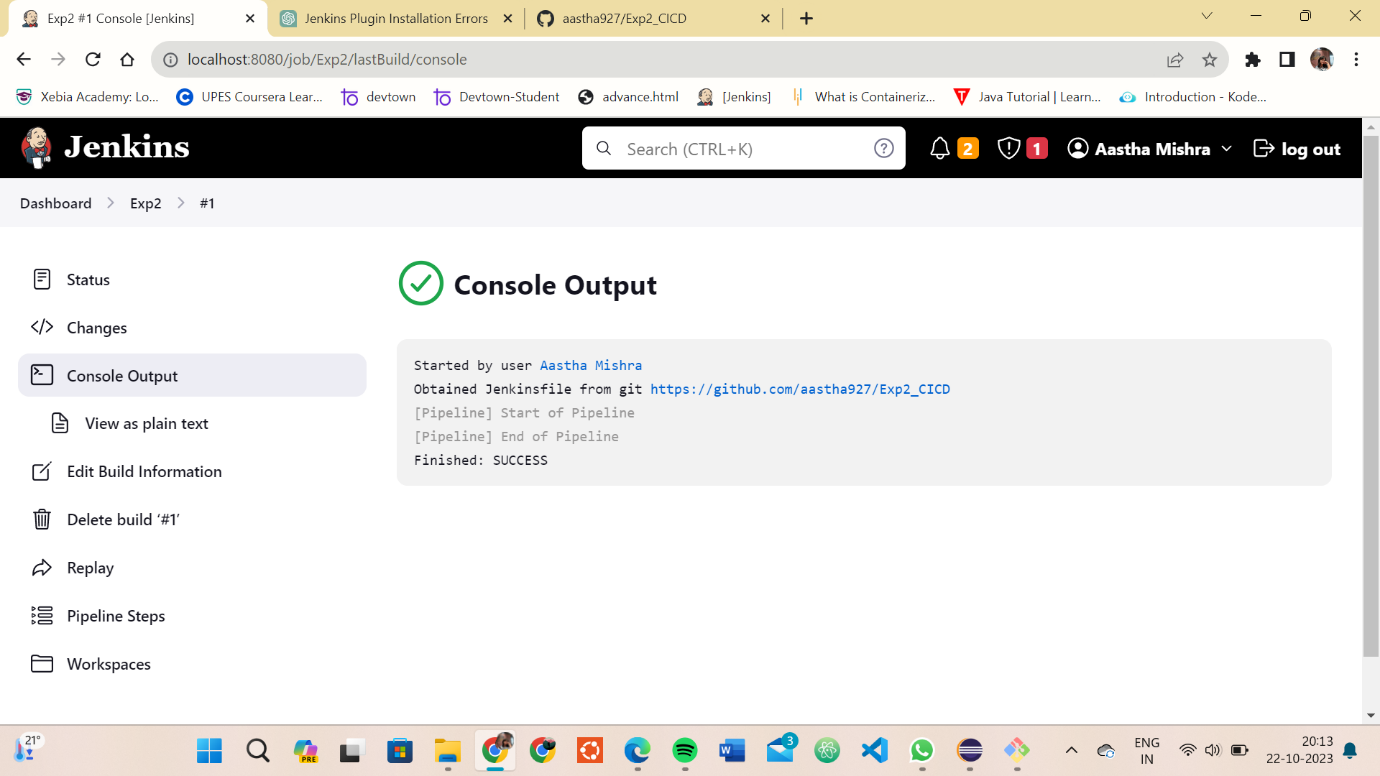 Exp2 #1 Console [Jenkins]
Jenkins Plugin Installation Errors
aastha927/Exp2_CICD
localhost:8080/job/Exp2/lastBuild/console
Xebia Academy: Lo...
UPES Coursera Lear...
devtown
Devtown-Student
advance.html
[Jenkins]
What is Containeriz...
Java Tutorial | Learn...
Introduction - Kode...
Jenkins
Search (CTRL+K)
2
1
Aastha Mishra
log out
Dashboard
Exp2
#1
Status
Changes
Console Output
View as plain text
Edit Build Information
Delete build ‘#1’
Replay
Pipeline Steps
Workspaces
Console Output
Started by user Aastha Mishra
Obtained Jenkinsfile from git https://github.com/aastha927/Exp2_CICD
[Pipeline] Start of Pipeline
[Pipeline] End of Pipeline
Finished: SUCCESS
21°
PRE
3
ENG
IN
20:13
22-10-2023